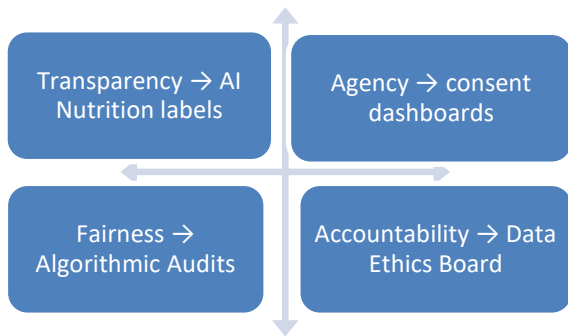 Transparency → AI
Nutrition labels
Agency → consent
dashboards
Fairness →
Algorithmic Audits
Accountability → Data
Ethics Board